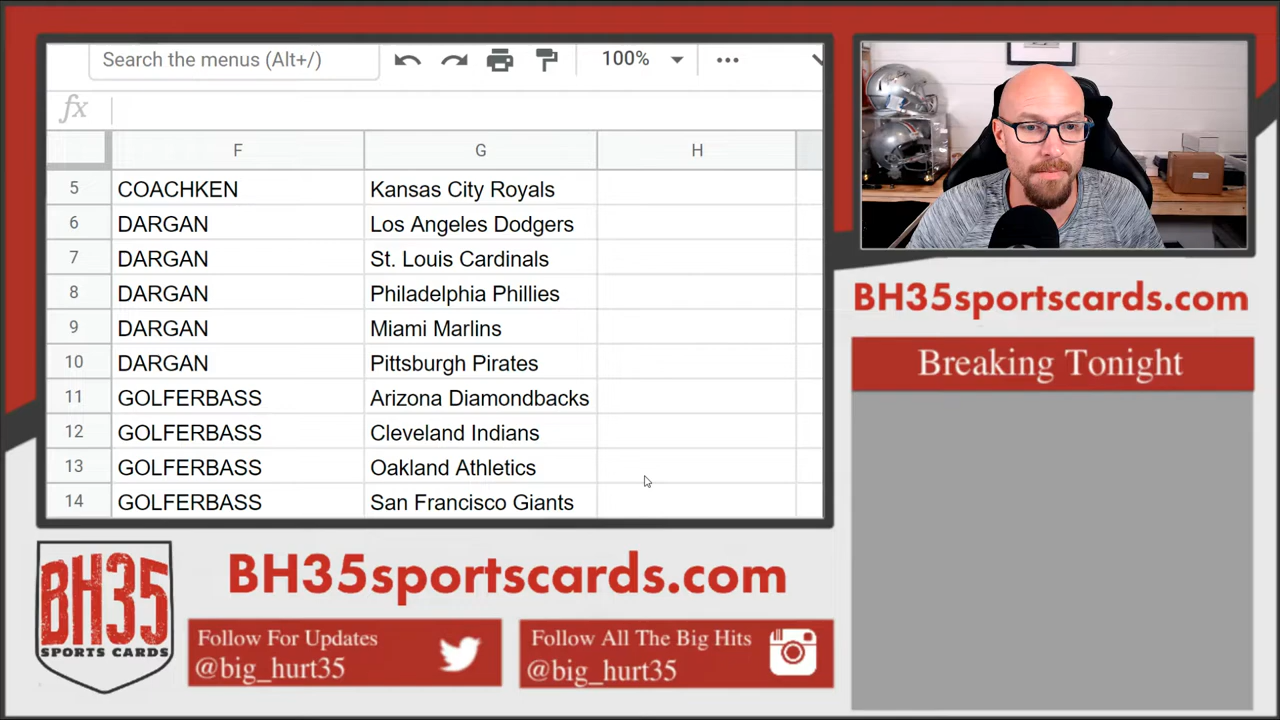 Search the menus (Alt+/)
100%
fx
F G H
5 COACHKEN Kansas City Royals
6 DARGAN Los Angeles Dodgers
7 DARGAN St. Louis Cardinals
8 DARGAN Philadelphia Phillies
9 DARGAN Miami Marlins
10 DARGAN Pittsburgh Pirates
11 GOLFERBASS Arizona Diamondbacks
12 GOLFERBASS Cleveland Indians
13 GOLFERBASS Oakland Athletics
14 GOLFERBASS San Francisco Giants
BH35sportscards.com
Breaking Tonight
BH35
SPORTS CARDS
BH35sportscards.com
Follow For Updates
@big_hurt35
Follow All The Big Hits
@big_hurt35